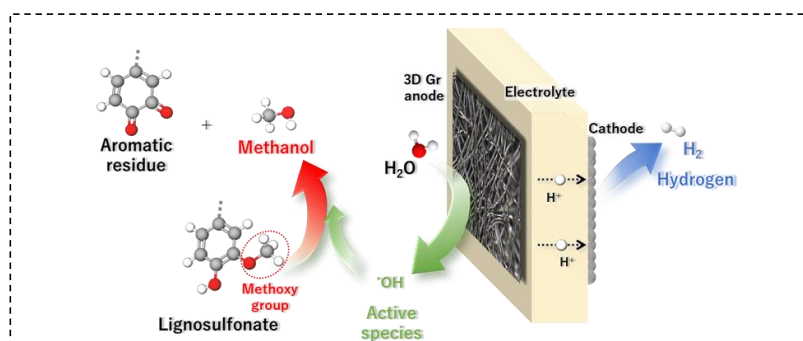 Aromatic
residue
+
Methanol
Methoxy
group
Lignosulfonate
3D Gr
anode
Electrolyte
Cathode
H₂O
H⁺
H⁺
·OH
Active
species
H₂
Hydrogen